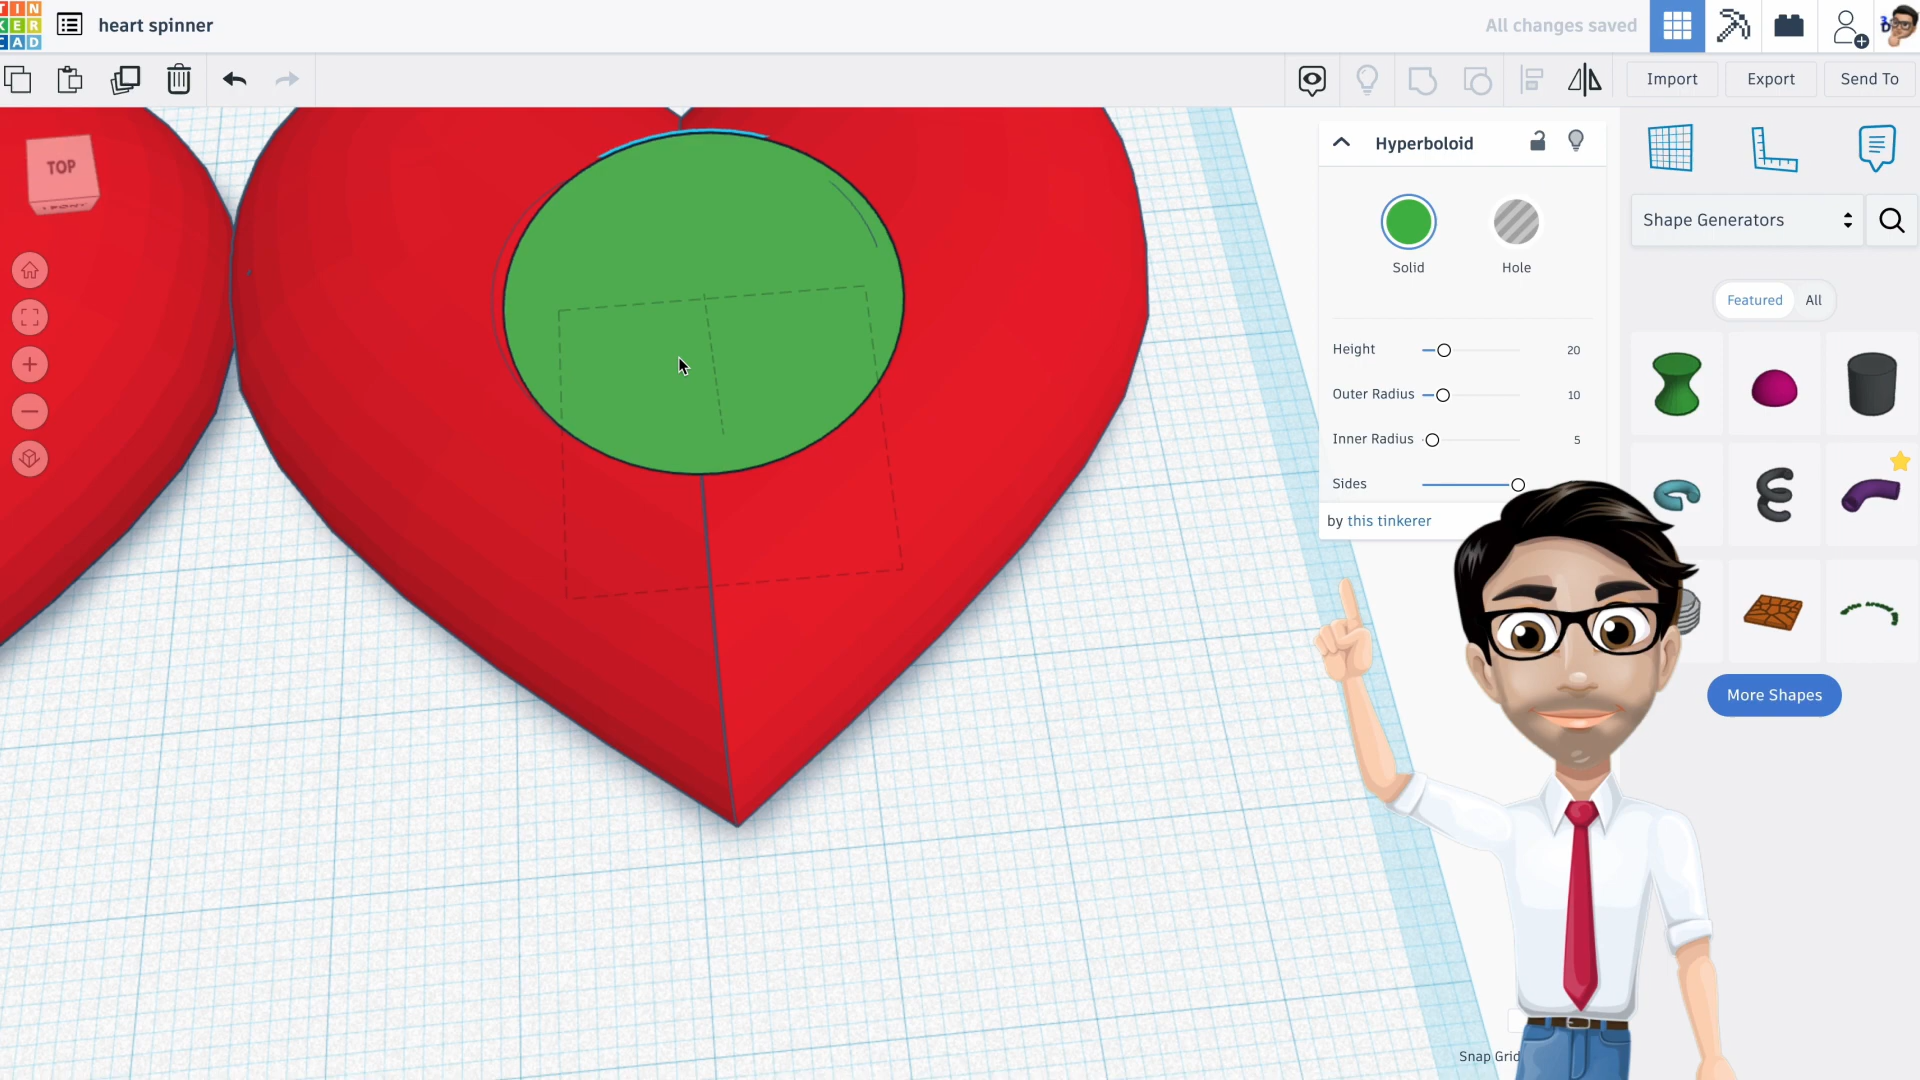 TIN
KER
CAD
heart spinner
All changes saved
Import
Export
Send To
TOP
FRONT
Hyperboloid
Solid
Hole
Height
20
Outer Radius
10
Inner Radius
5
Sides
by this tinkerer
Shape Generators
Featured
All
More Shapes
Snap Grid